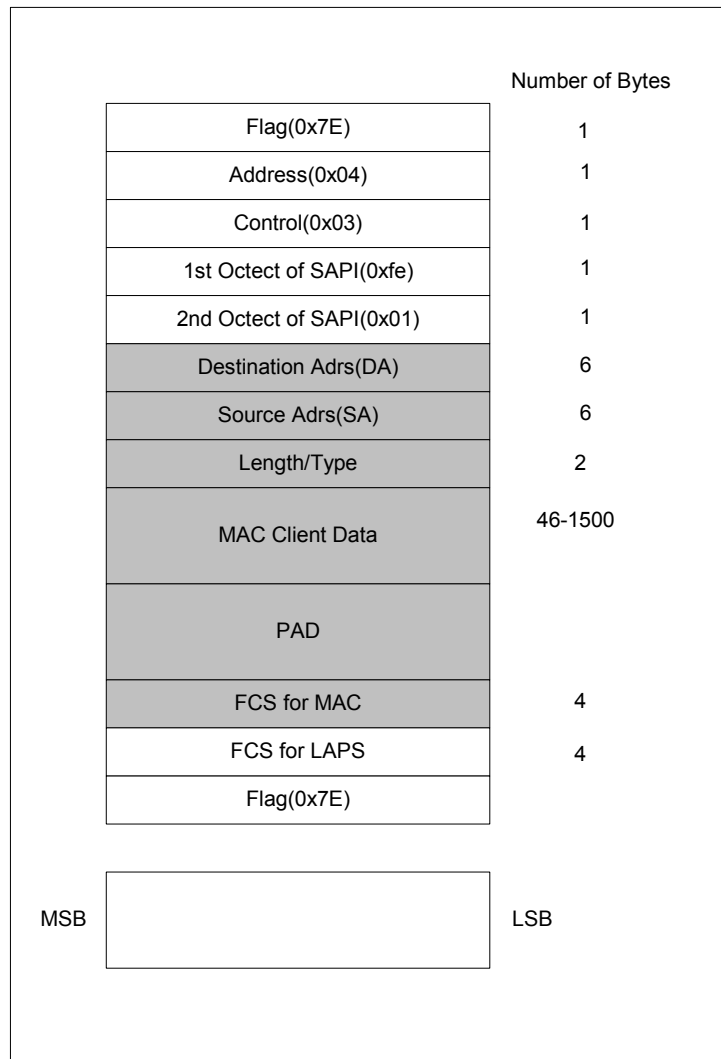 Number of Bytes
Flag(0x7E) 1
Address(0x04) 1
Control(0x03) 1
1st Octect of SAPI(0xfe) 1
2nd Octect of SAPI(0x01) 1
Destination Adrs(DA) 6
Source Adrs(SA) 6
Length/Type 2
MAC Client Data 46-1500
PAD
FCS for MAC 4
FCS for LAPS 4
Flag(0x7E)
MSB LSB